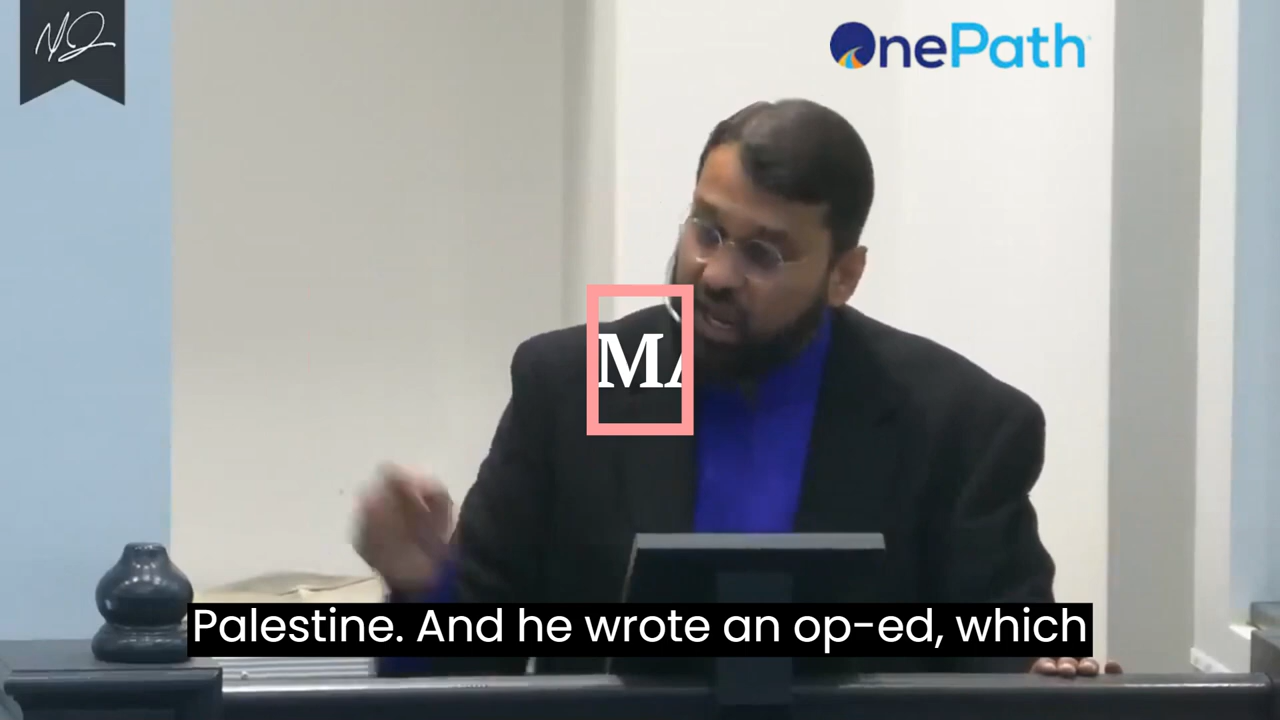 OnePath
MA
Palestine. And he wrote an op-ed, which